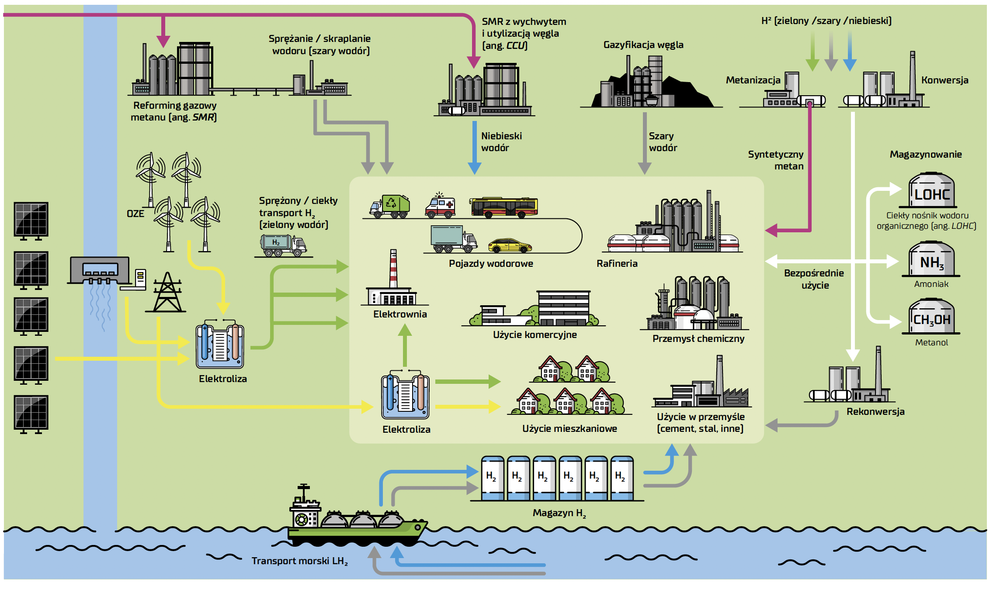 SMR z wychwytem
i utylizacją węgla
[ang. CCU]
H² [zielony /szary /niebieski]
Sprężanie / skraplanie
wodoru [szary wodór]
Gazyfikacja węgla
Metanizacja
Konwersja
Reforming gazowy
metanu [ang. SMR]
Niebieski
wodór
Szary
wodór
Syntetyczny
metan
Magazynowanie
LOHC
Ciekły nośnik wodoru
organicznego [ang. LOHC]
OZE
Sprężony / ciekły
transport H₂
[zielony wodór]
H₂
Pojazdy wodorowe
Rafineria
NH₃
Amoniak
Bezpośrednie
użycie
Elektrownia
Użycie komercyjne
Przemysł chemiczny
CH₃OH
Metanol
Elektroliza
Elektroliza
Użycie mieszkaniowe
Użycie w przemyśle
[cement, stal, inne]
Rekonwersja
H₂
H₂
H₂
H₂
H₂
H₂
Magazyn H₂
Transport morski LH₂